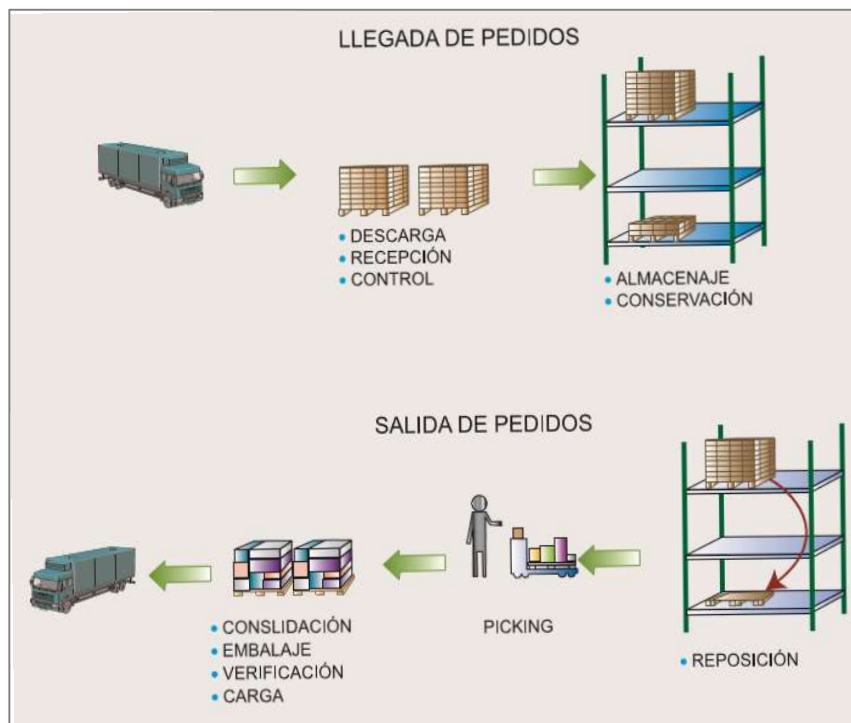 LLEGADA DE PEDIDOS
• DESCARGA
• RECEPCIÓN
• CONTROL
• ALMACENAJE
• CONSERVACIÓN
SALIDA DE PEDIDOS
• CONSLIDACIÓN
• EMBALAJE
• VERIFICACIÓN
• CARGA
PICKING
• REPOSICIÓN